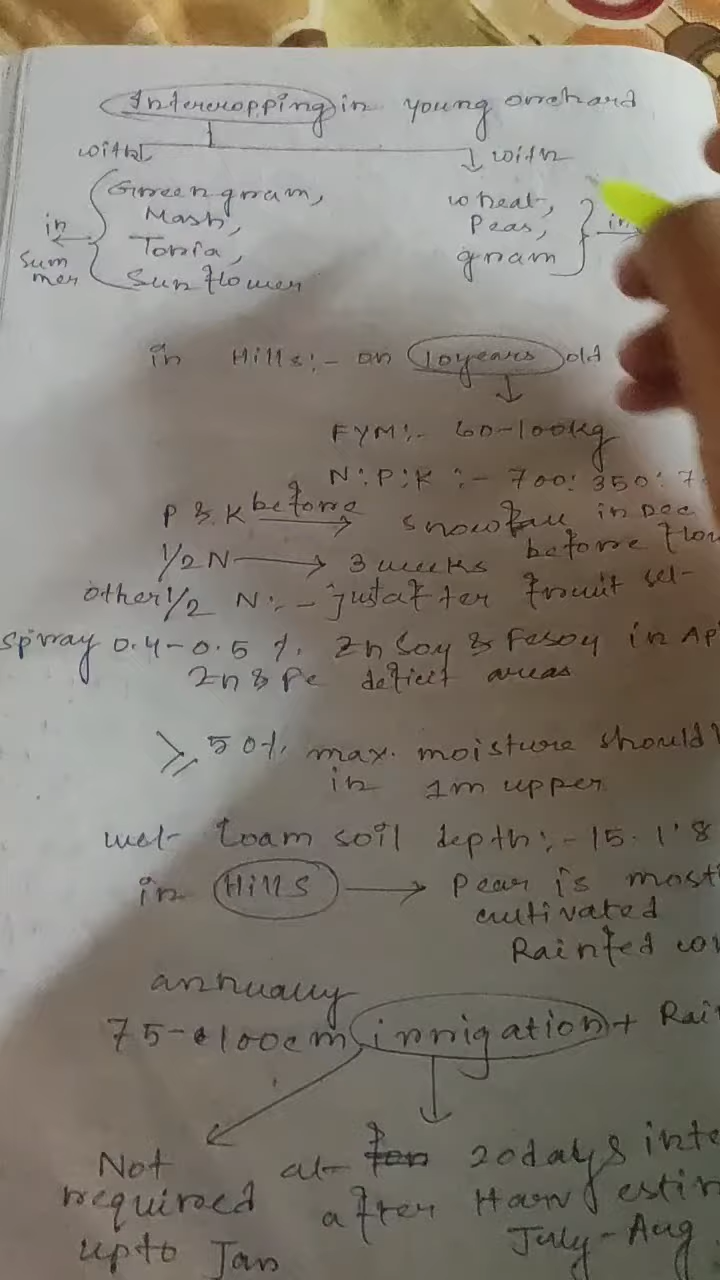 Intercropping in young orchard
with with
Green gram, wheat,
Mash, Peas,
in Toria, gram in
Summer Sunflower
in Hills:- on 10 years old
FYM:- 60-100kg
N:P:K :- 700:350:7
P & K before snowfall in Dec
1/2 N → 3 weeks before flow
other 1/2 N:- just after fruit set
spray 0.4-0.5 % ZnSO4 & FeSO4 in Ap
Zn & Fe deficit areas
≥ 50% max. moisture should
in 1m upper
wet loam soil depth:- 15-1.8
in Hills → Pear is most
cultivated
Rainfed co
annually
75-100cm irrigation + Rai
Not at 20days inte
required after Harvesting
upto Jan July-Aug